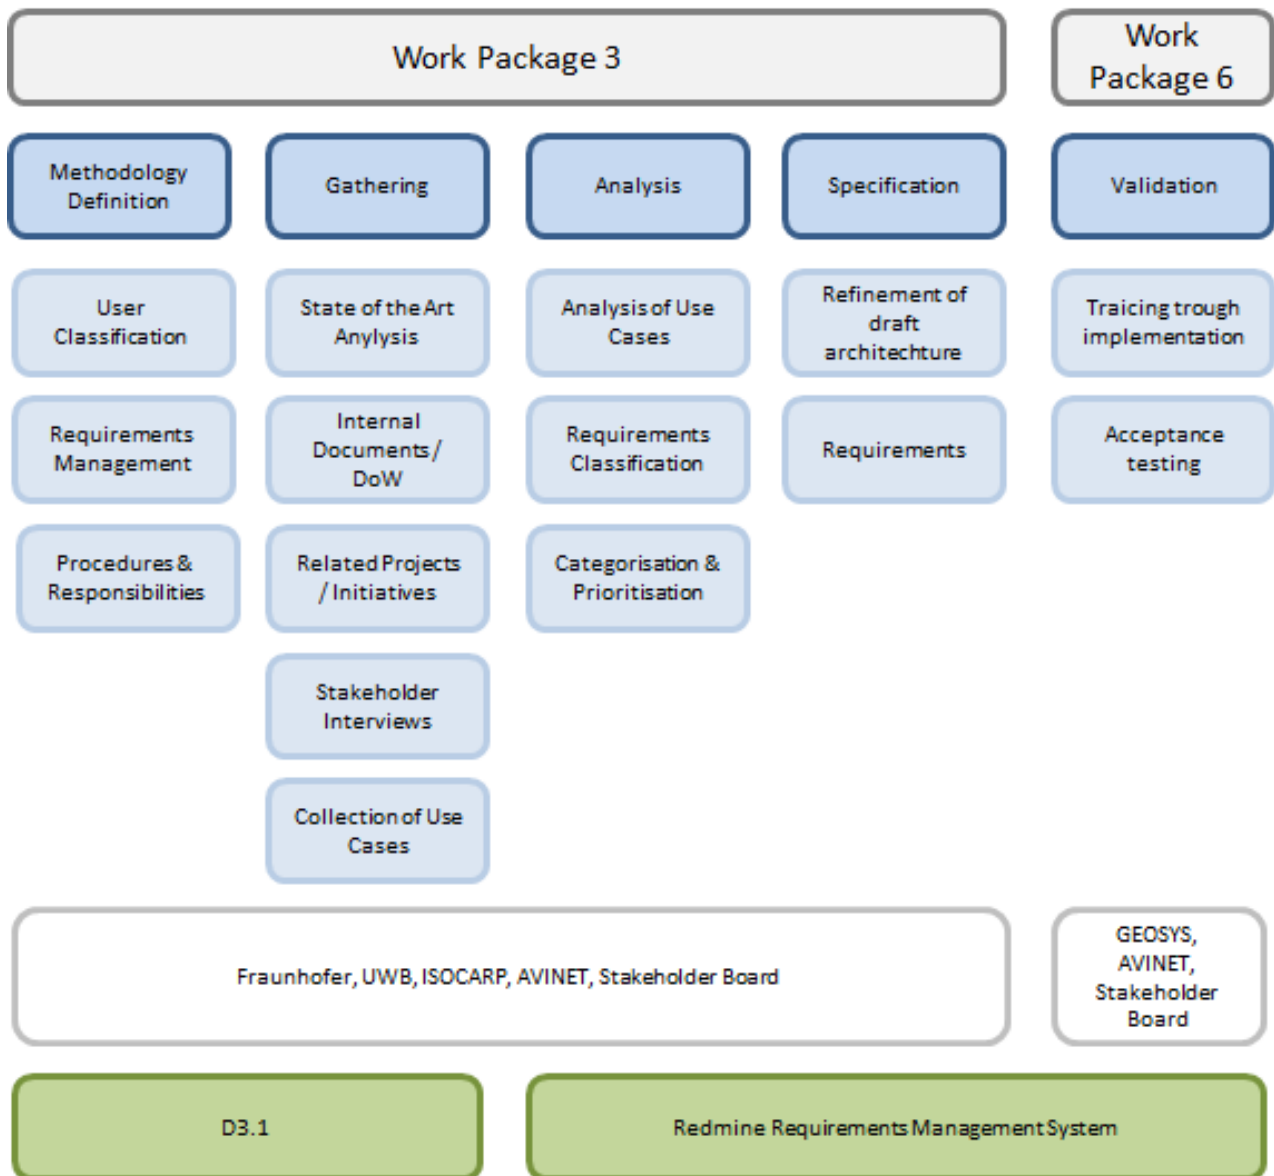 Work Package 3
Work
Package 6
Methodology
Definition
Gathering
Analysis
Specification
Validation
User
Classification
State of the Art
Anylysis
Analysis of Use
Cases
Refinement of
draft
architechture
Traicing trough
implementation
Requirements
Management
Internal
Documents /
DoW
Requirements
Classification
Requirements
Acceptance
testing
Procedures &
Responsibilities
Related Projects
/ Initiatives
Categorisation &
Prioritisation
Stakeholder
Interviews
Collection of Use
Cases
Fraunhofer, UWB, ISOCARP, AVINET, Stakeholder Board
GEOSYS,
AVINET,
Stakeholder
Board
D3.1
Redmine Requirements Management System